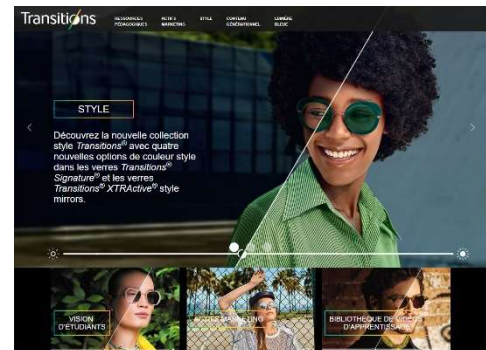 Transitions
RESSOURCES
PÉDAGOGIQUES
ACTIFS
MARKETING
STYLE
CONTENU
GÉNÉRATIONNEL
LUMIÈRE
BLEUE
STYLE
Découvrez la nouvelle collection
style Transitions® avec quatre
nouvelles options de couleur style
dans les verres Transitions®
Signature® et les verres
Transitions® XTRActive® style
mirrors.
VISION
D'ÉTUDIANTS
MARKETING
BIBLIOTHÈQUE DE VIDÉOS
D'APPRENTISSAGE